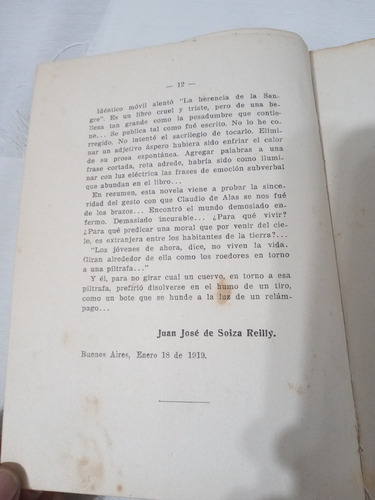 — 12 —
Idéntico móvil alentó "La herencia de la San-
gre". Es un libro cruel y triste, pero de una be-
lleza tan grande como la pesadumbre que contie-
ne... Se publica tal como fué escrito. No lo he co-
rregido. No intenté el sacrilegio de tocarlo. Elimi-
nar un adjetivo áspero hubiera sido enfriar el calor
de su prosa espontánea. Agregar palabras a una
frase cortada, reta adrede, habría sido como ilumi-
nar con luz eléctrica las frases de emoción subverbal
que abundan en el libro...
En resumen, esta novela viene a probar la since-
ridad del gesto con que Claudio de Alas se nos fué
de los brazos... Encontró el mundo demasiado en-
fermo. Demasiado incurable... ¿Para qué vivir?
¿Para qué predicar una moral que por venir del cie-
lo, es extranjera entre los habitantes de la tierra?...
"Los jóvenes de ahora, dice, no viven la vida.
Giran alrededor de ella como los roedores en torno
a una piltrafa..."
Y él, para no girar cual un cuervo, en torno a esa
piltrafa, prefirió disolverse en el humo de un tiro,
como un bote que se hunde a la luz de un relám-
pago...
Juan José de Soiza Reilly.
Buenos Aires, Enero 18 de 1919.